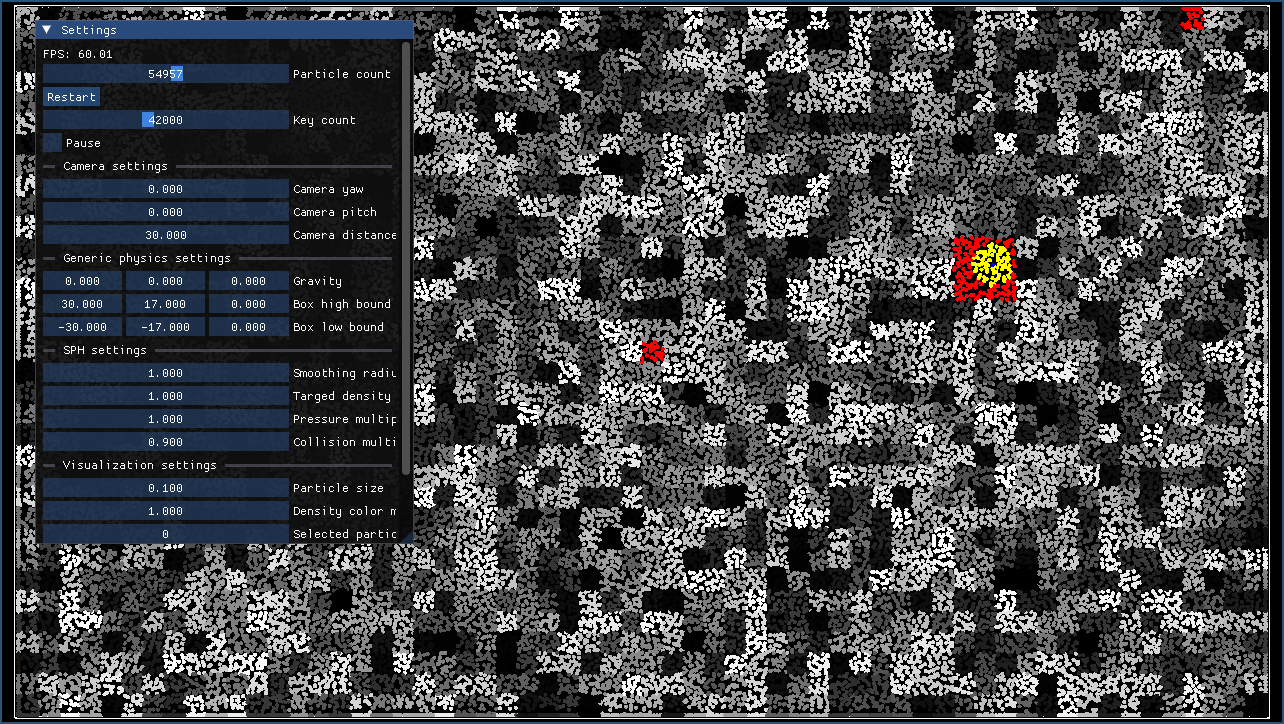 Settings
FPS: 60.01
54957 Particle count
Restart
42000 Key count
Pause
Camera settings
0.000 Camera yaw
0.000 Camera pitch
30.000 Camera distance
Generic physics settings
0.000 0.000 0.000 Gravity
30.000 17.000 0.000 Box high bound
-30.000 -17.000 0.000 Box low bound
SPH settings
1.000 Smoothing radiu
1.000 Targed density
1.000 Pressure multip
0.900 Collision multi
Visualization settings
0.100 Particle size
1.000 Density color m
0 Selected partic